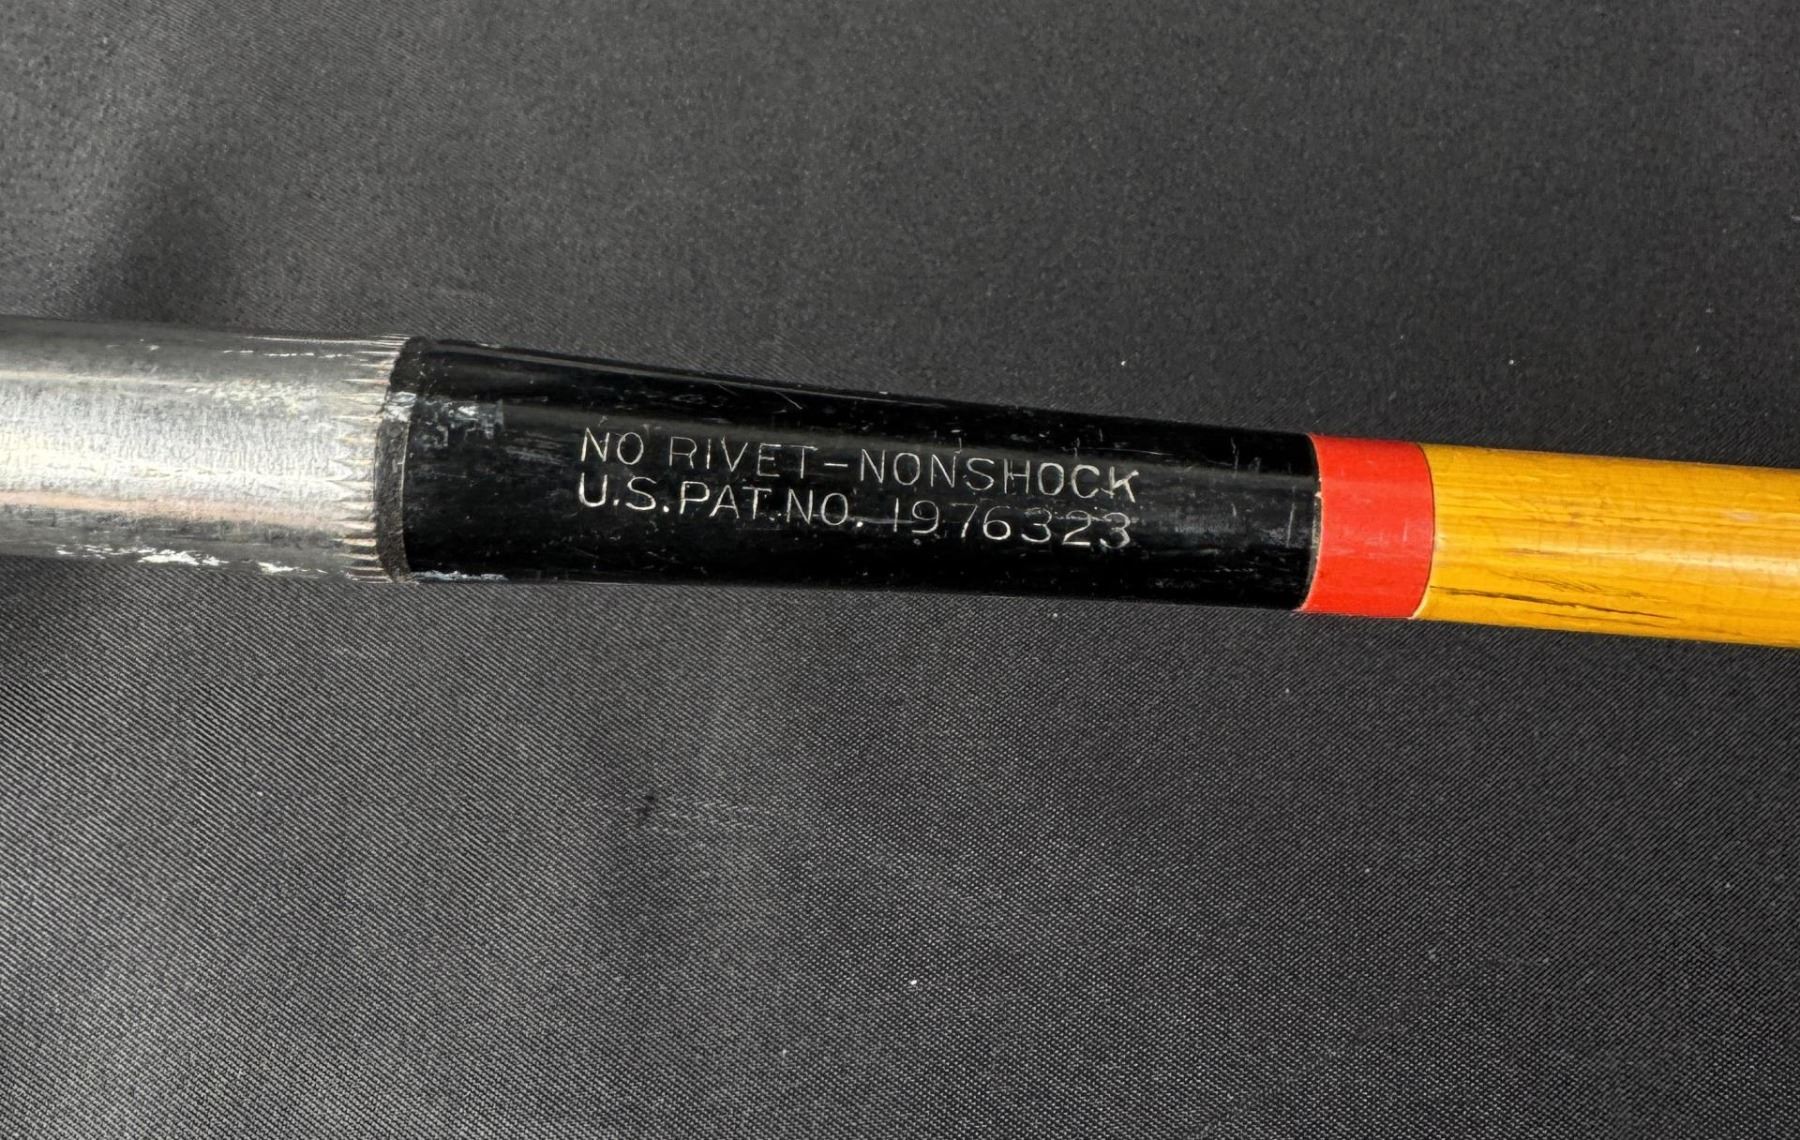 NO RIVET-NONSHOCK
U.S.PAT.NO. 1976323